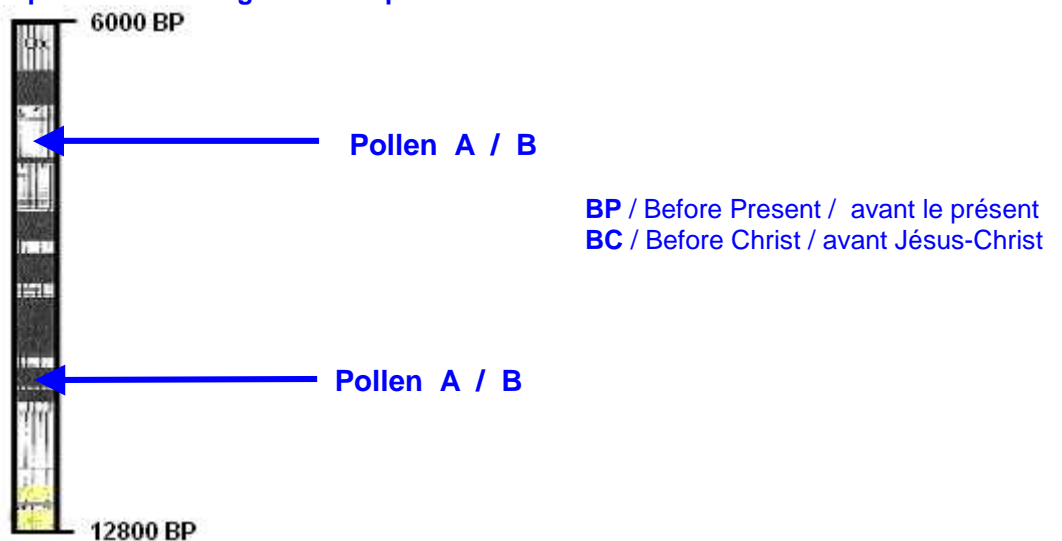 6000 BP
Pollen A / B
BP / Before Present / avant le présent
BC / Before Christ / avant Jésus-Christ
Pollen A / B
12800 BP